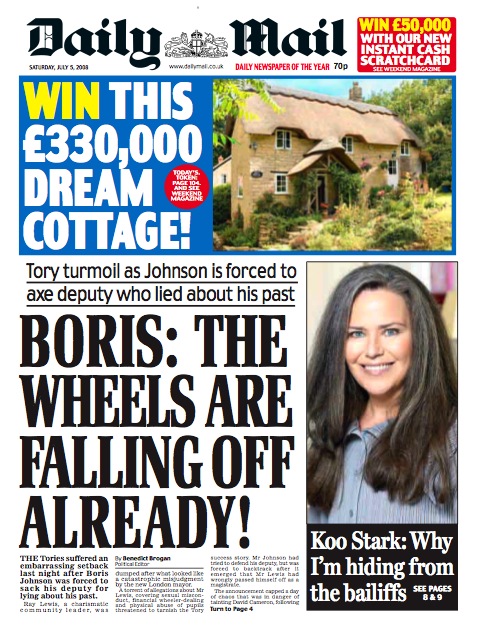 Daily Mail
SATURDAY, JULY 5, 2008
www.dailymail.co.uk
DAILY NEWSPAPER OF THE YEAR 70p
WIN £50,000
WITH OUR NEW
INSTANT CASH
SCRATCHCARD
SEE WEEKEND MAGAZINE
WIN THIS
£330,000
DREAM
COTTAGE!
TODAY'S
TOKEN:
PAGE 104,
AND SEE
WEEKEND
MAGAZINE
Tory turmoil as Johnson is forced to
axe deputy who lied about his past
BORIS: THE
WHEELS ARE
FALLING OFF
ALREADY!
THE Tories suffered an
embarrassing setback
last night after Boris
Johnson was forced to
sack his deputy for
lying about his past.
Ray Lewis, a charismatic
community leader, was
By Benedict Brogan
Political Editor
dumped after what looked like
a catastrophic misjudgment
by the new London mayor.
A torrent of allegations about Mr
Lewis, covering sexual miscon-
duct, financial wheeler-dealing
and physical abuse of pupils
threatened to tarnish the Tory
success story. Mr Johnson had
tried to defend his deputy, but was
forced to backtrack after it
emerged that Mr Lewis had
wrongly passed himself off as a
magistrate.
The announcement capped a day
of chaos that was in danger of
tainting David Cameron, following
Turn to Page 4
Koo Stark: Why
I'm hiding from
the bailiffs SEE PAGES
8 & 9